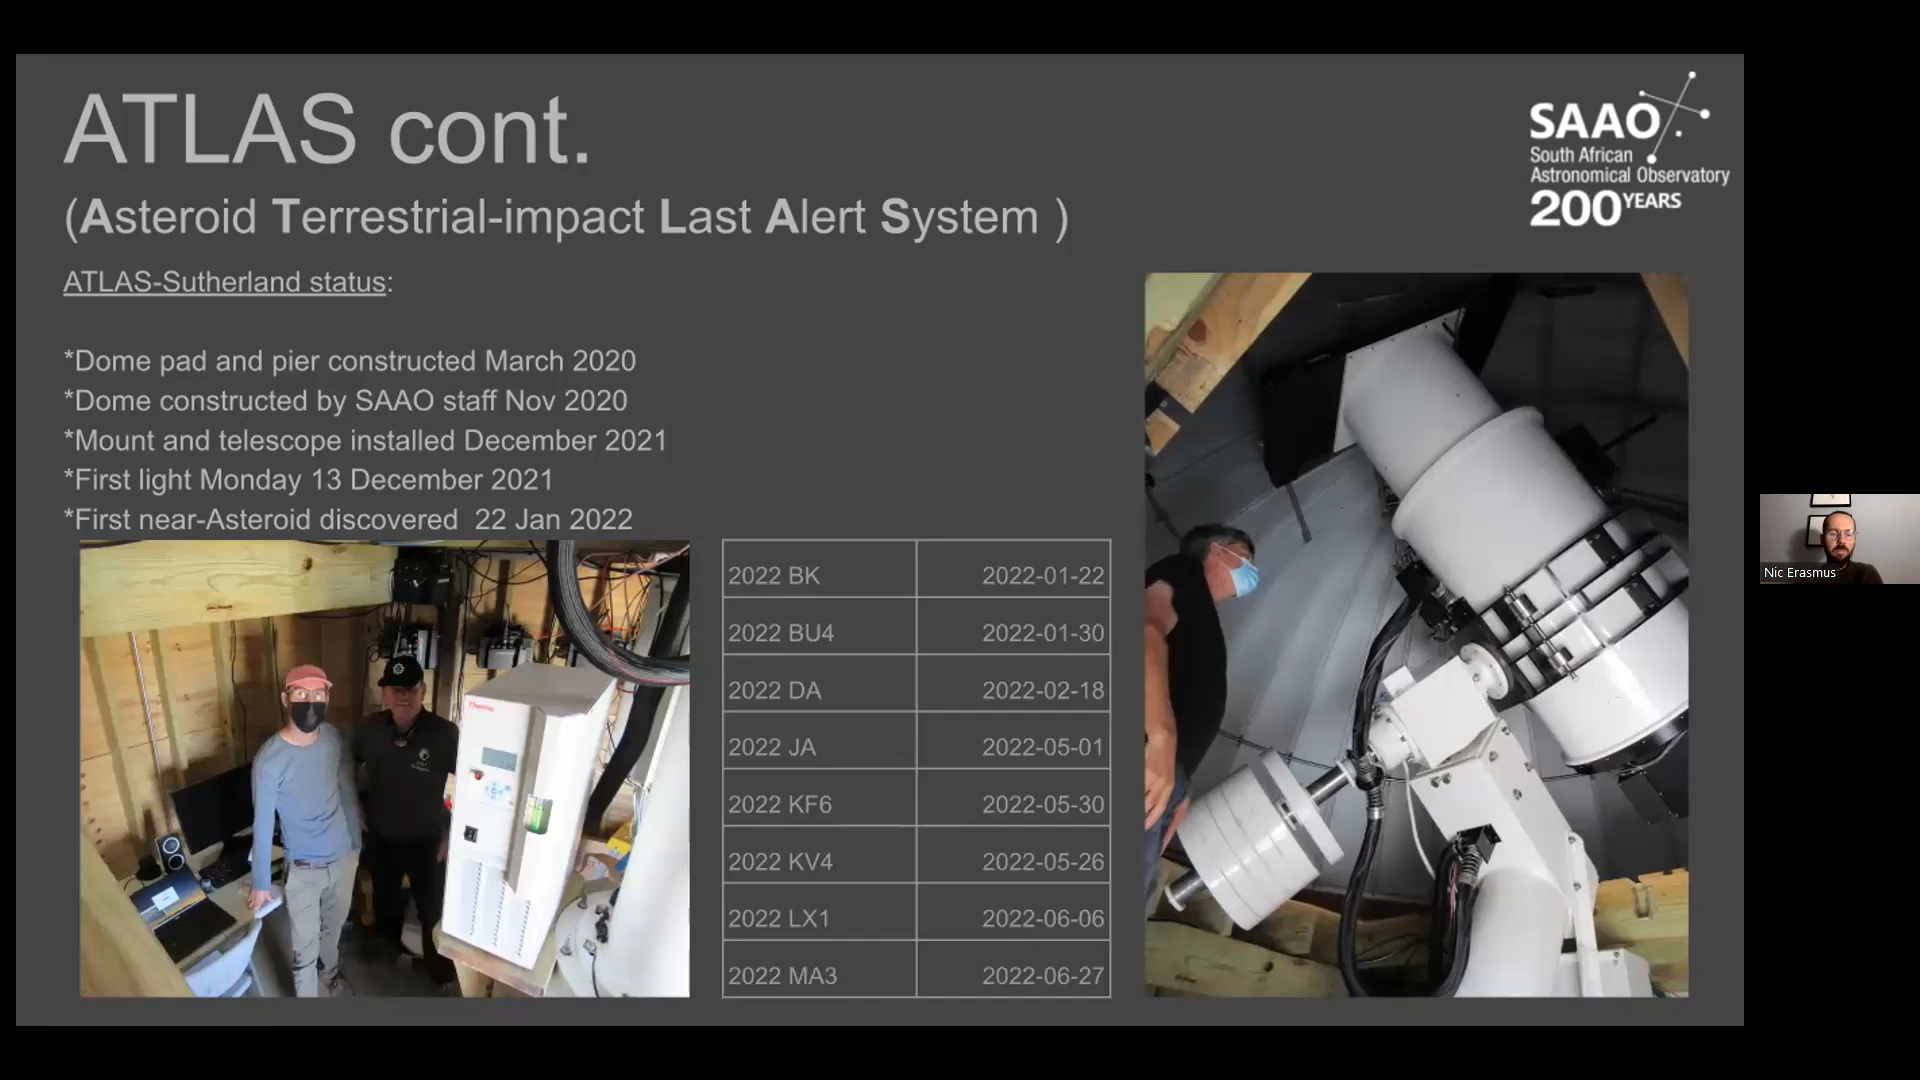 ATLAS cont.
(Asteroid Terrestrial-impact Last Alert System )
SAAO
South African
Astronomical Observatory
200 YEARS
ATLAS-Sutherland status:
*Dome pad and pier constructed March 2020
*Dome constructed by SAAO staff Nov 2020
*Mount and telescope installed December 2021
*First light Monday 13 December 2021
*First near-Asteroid discovered  22 Jan 2022
Thermo
2022 BK 2022-01-22
2022 BU4 2022-01-30
2022 DA 2022-02-18
2022 JA 2022-05-01
2022 KF6 2022-05-30
2022 KV4 2022-05-26
2022 LX1 2022-06-06
2022 MA3 2022-06-27
Nic Erasmus